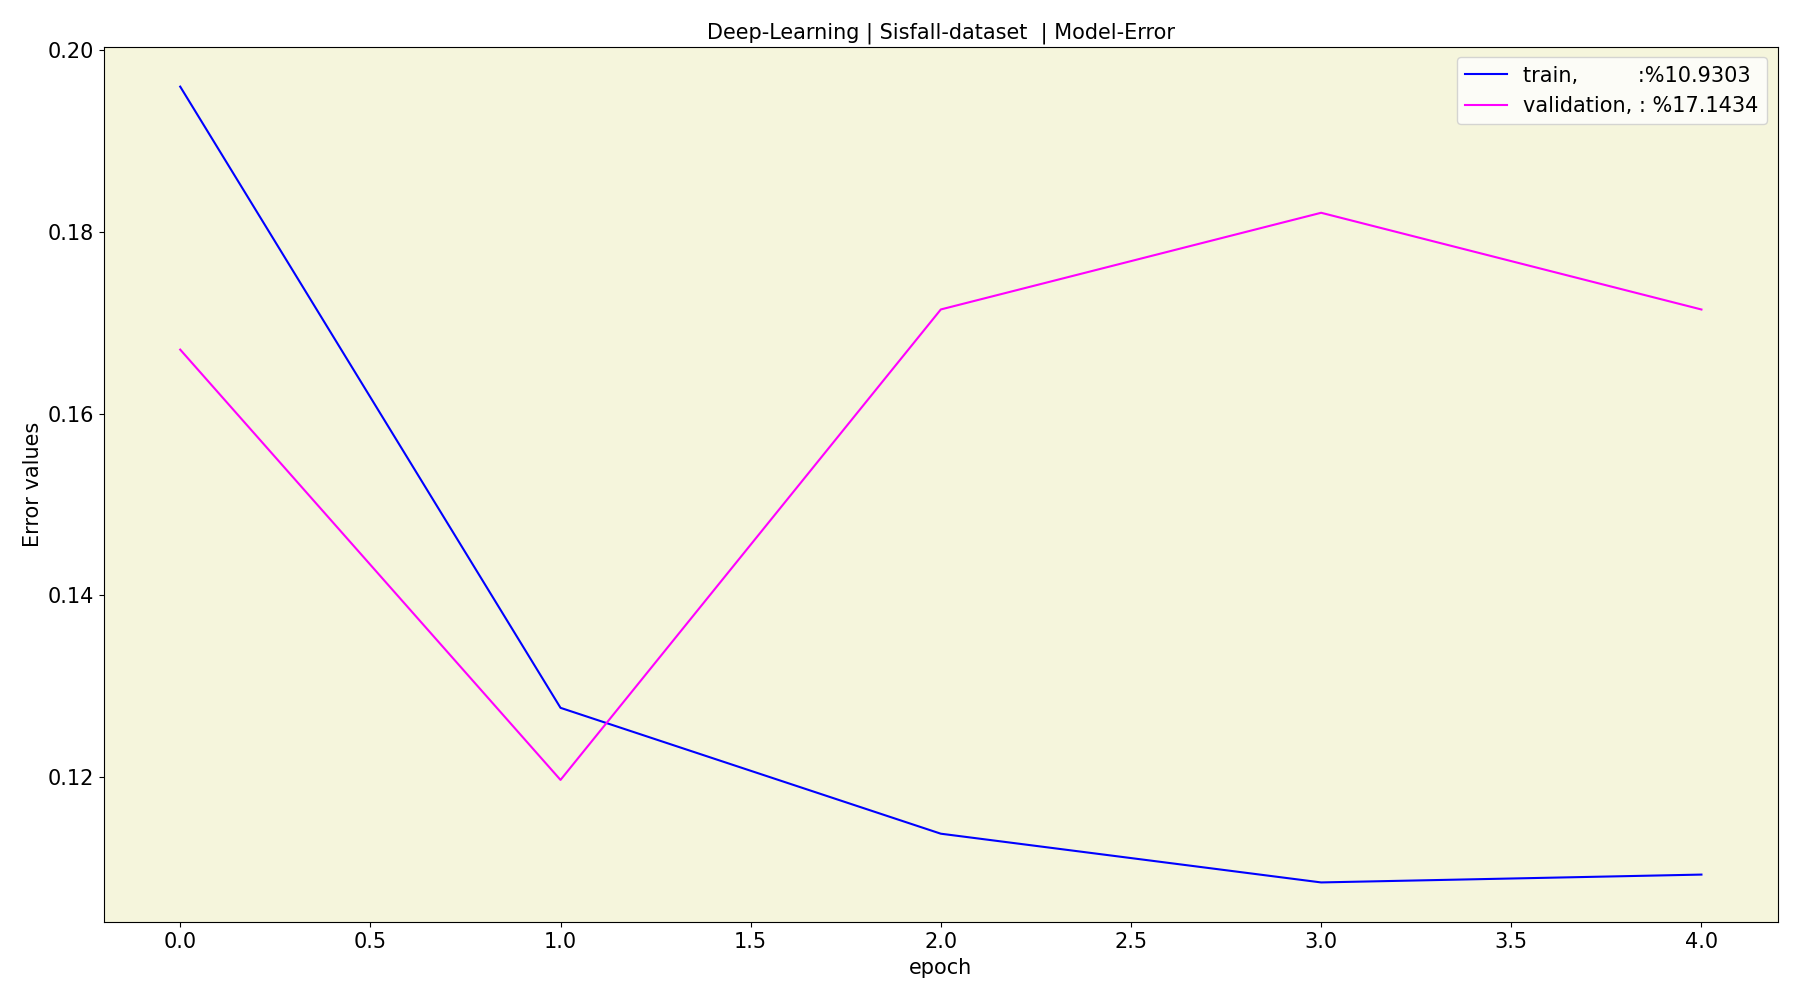 Deep-Learning | Sisfall-dataset  | Model-Error
train,          :%10.9303
validation, : %17.1434
0.20
0.18
0.16
0.14
0.12
Error values
0.0 0.5 1.0 1.5 2.0 2.5 3.0 3.5 4.0
epoch